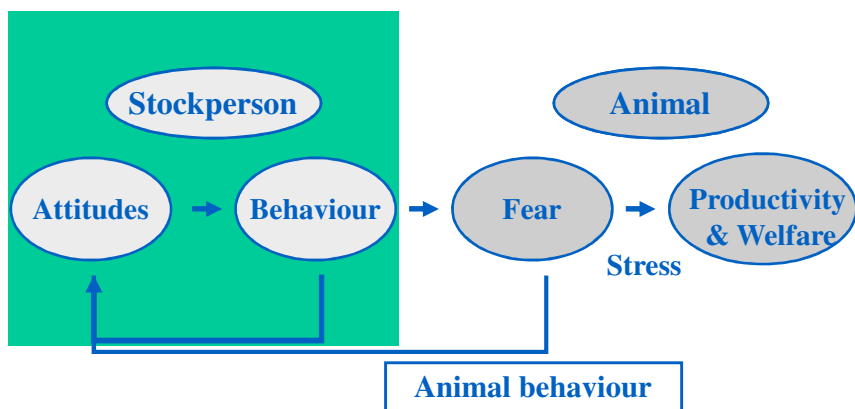 Stockperson
Animal
Attitudes
Behaviour
Fear
Productivity
& Welfare
Stress
Animal behaviour